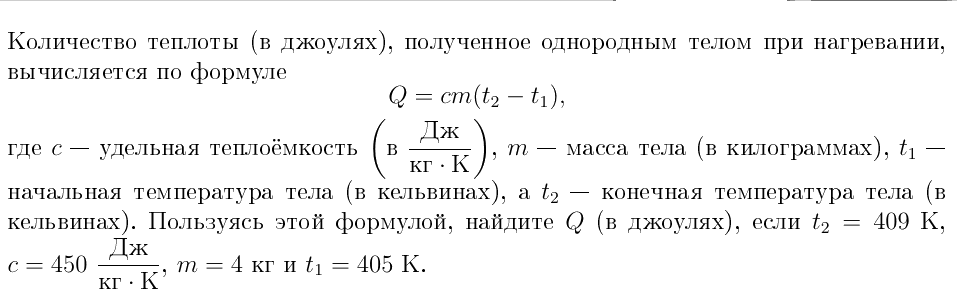 Количество теплоты (в джоулях), полученное однородным телом при нагревании,
вычисляется по формуле
Q = cm(t₂ − t₁),
где c — удельная теплоёмкость (в Дж/(кг · К)), m — масса тела (в килограммах), t₁ —
начальная температура тела (в кельвинах), а t₂ — конечная температура тела (в
кельвинах). Пользуясь этой формулой, найдите Q (в джоулях), если t₂ = 409 К,
c = 450 Дж/(кг · К), m = 4 кг и t₁ = 405 К.